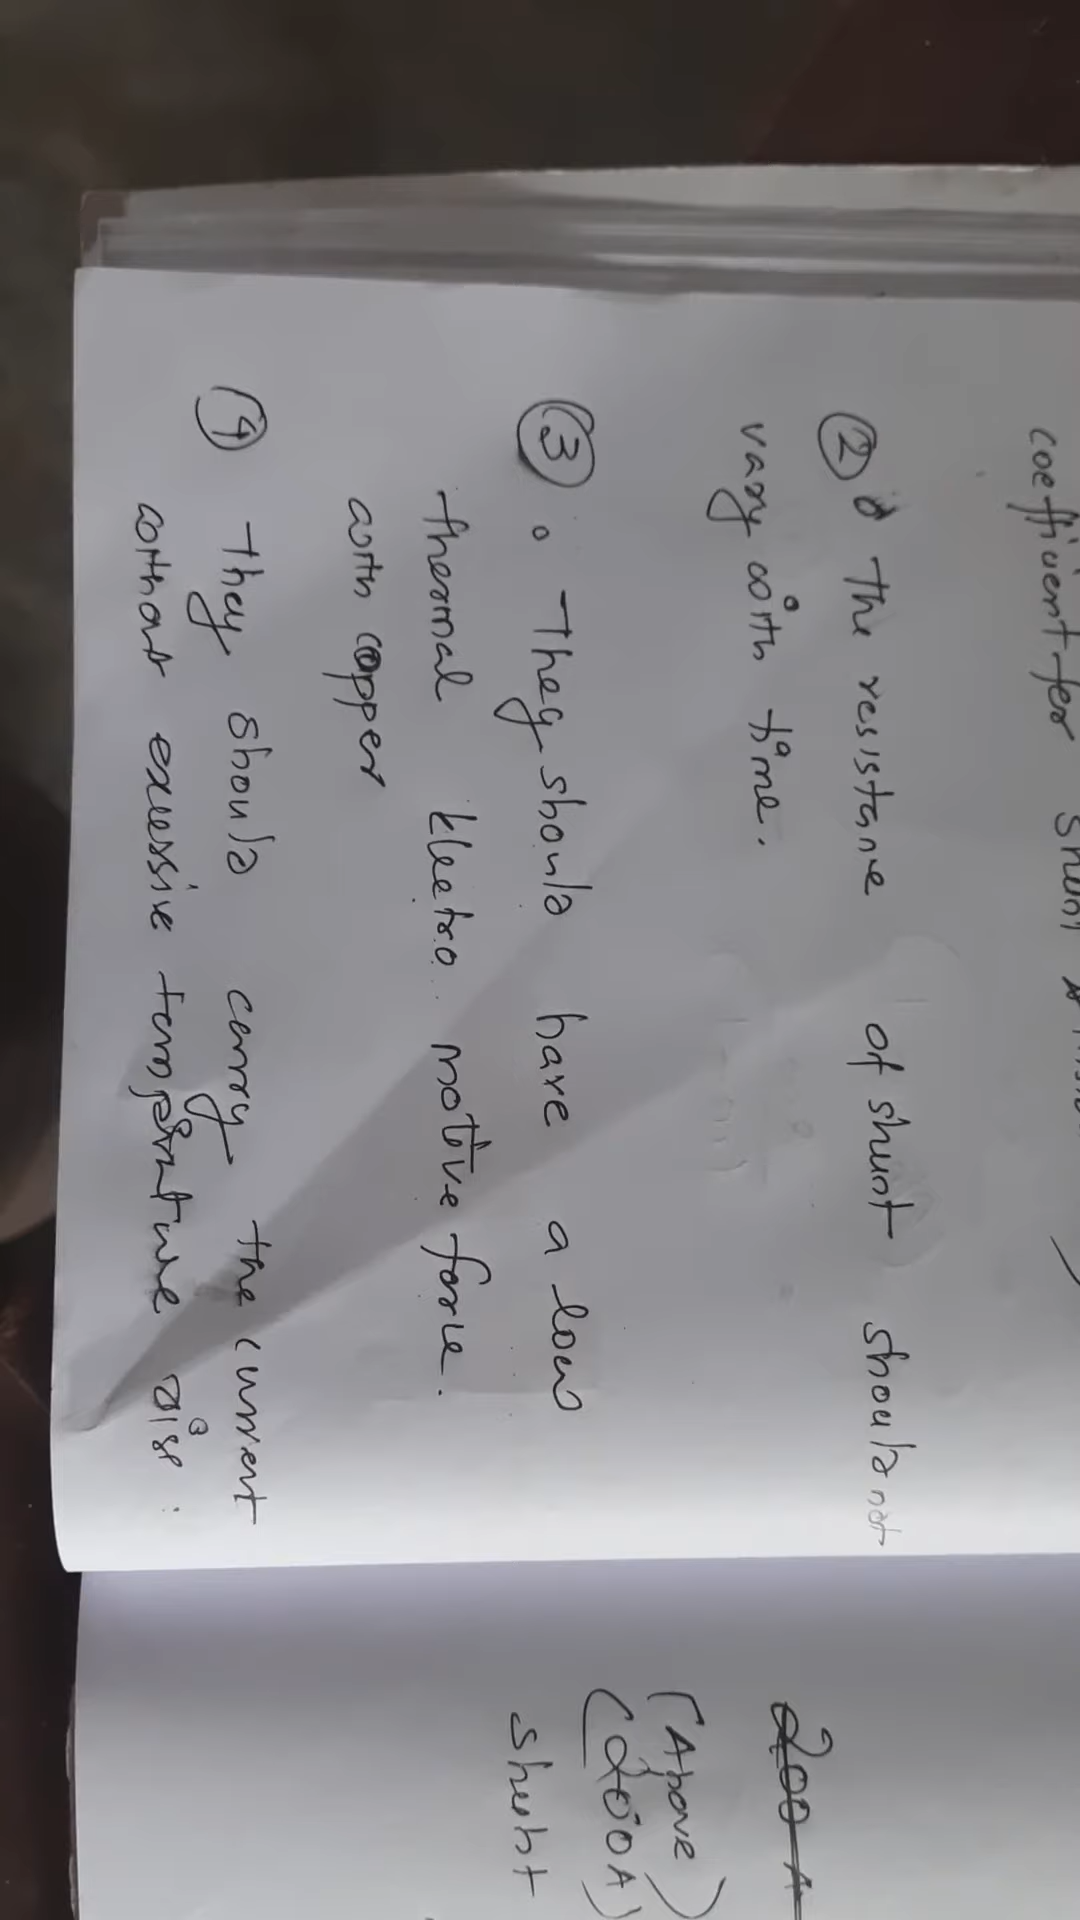 coefficient for shunt
② The resistance of shunt should not
vary with time.
③ • They should have a low
thermal Electro motive force.
with copper
④ They should carry the current
without excessive temperature rise :
200 A
(Above
(200A)
shunt